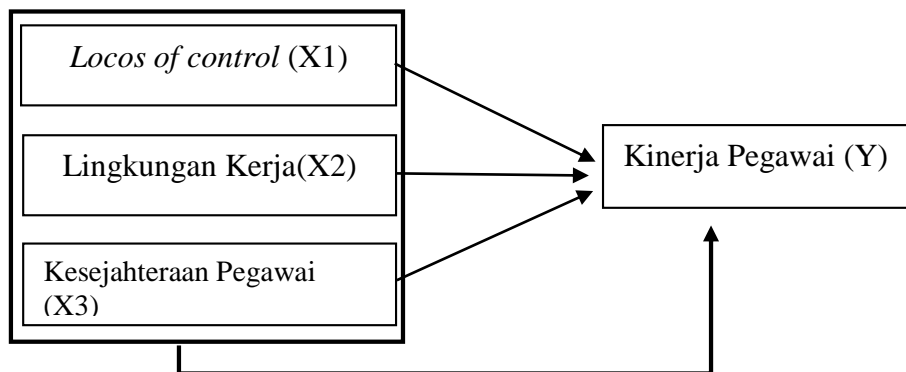 Locos of control (X1)
Lingkungan Kerja(X2)
Kesejahteraan Pegawai
(X3)
Kinerja Pegawai (Y)